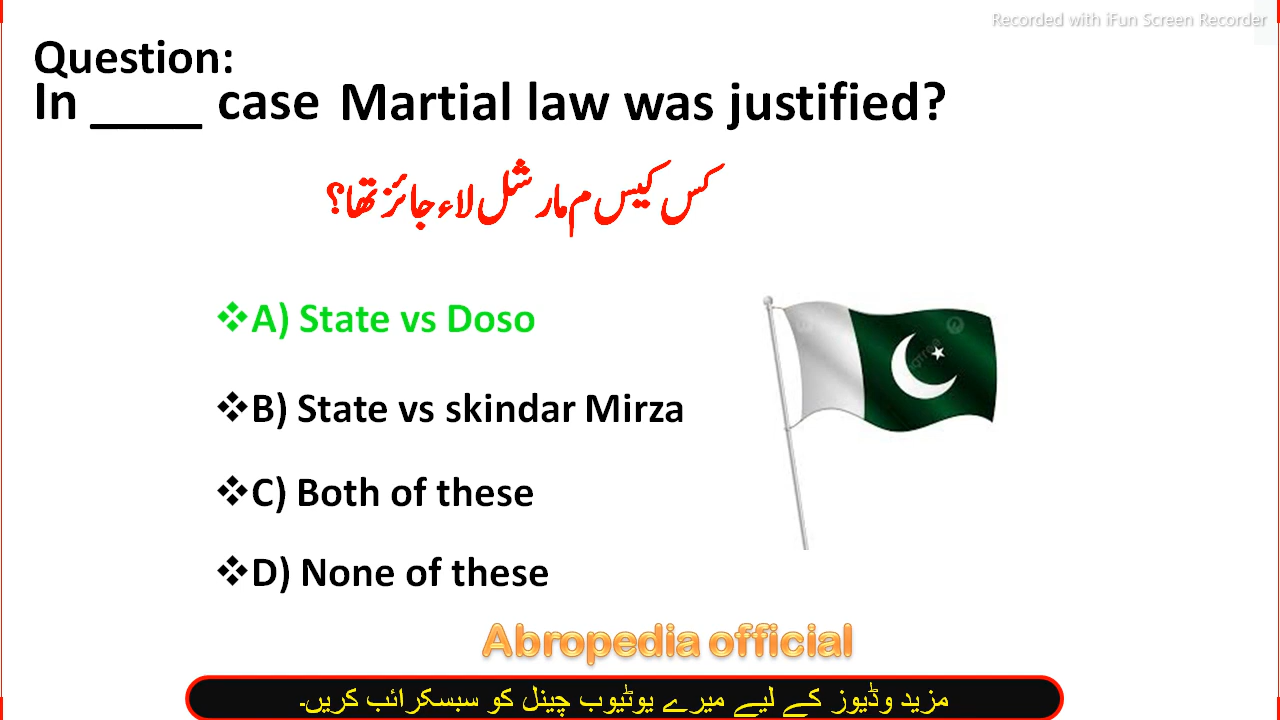 Recorded with iFun Screen Recorder
Question:
In ____ case Martial law was justified?
کس کیس م مارشل لاء جائز تھا؟
❖A) State vs Doso
❖B) State vs skindar Mirza
❖C) Both of these
❖D) None of these
Abropedia official
مزید وڈیوز کے لیے میرے یوٹیوب چینل کو سبسکرائب کریں۔